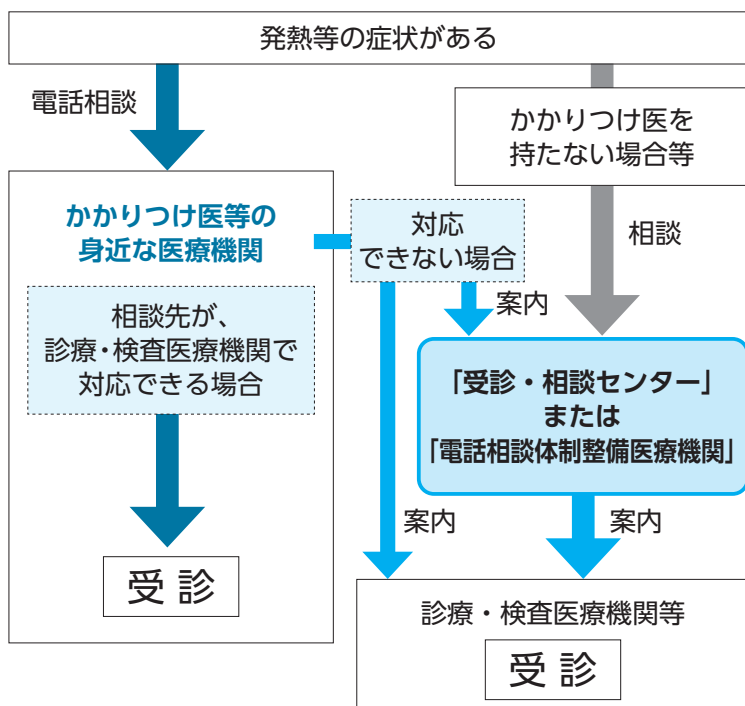 発熱等の症状がある
電話相談
かかりつけ医等の
身近な医療機関
相談先が、
診療・検査医療機関で
対応できる場合
受診
かかりつけ医を
持たない場合等
相談
対応
できない場合
案内
「受診・相談センター」
または
「電話相談体制整備医療機関」
案内
案内
診療・検査医療機関等
受診